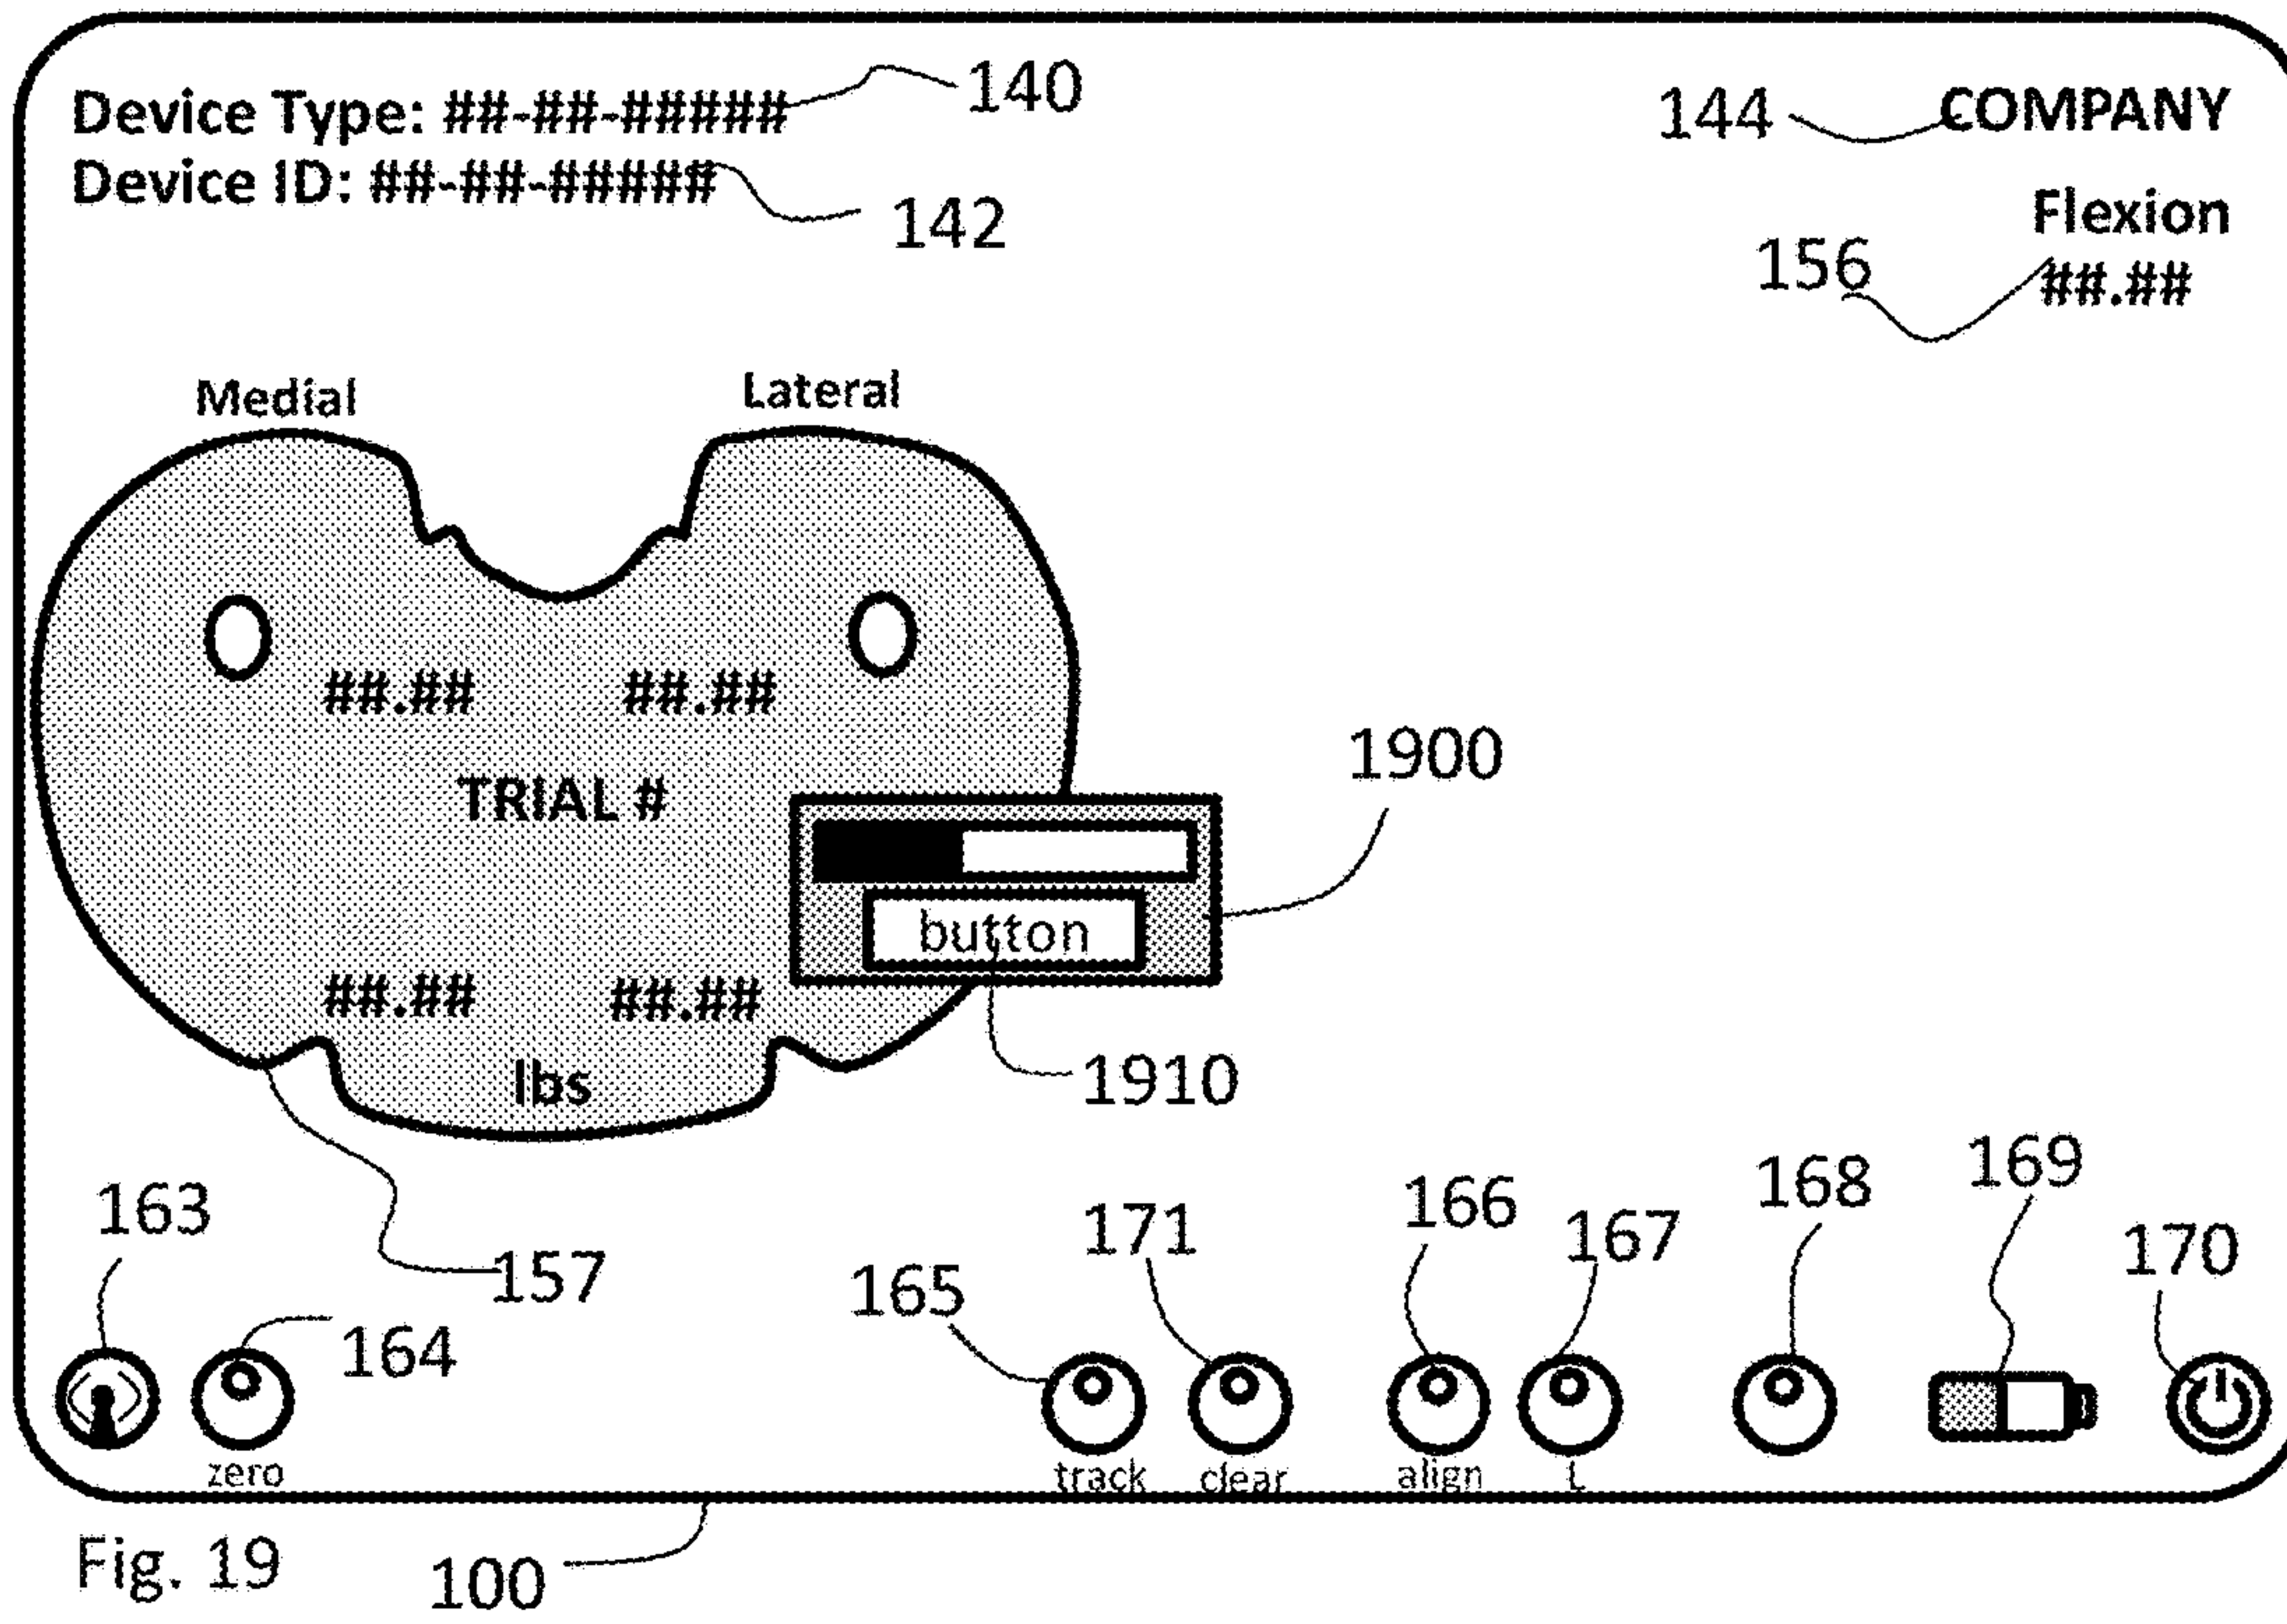 Device Type: ##-##-#####
140
144
COMPANY
Device ID: ##-##-#####
142
Flexion
156
##.##
Medial
Lateral
##.##
##.##
1900
TRIAL #
button
##.##
##.##
lbs
1910
163
157
164
165
171
166
167
168
169
170
zero
track
clear
align
L
Fig. 19
100